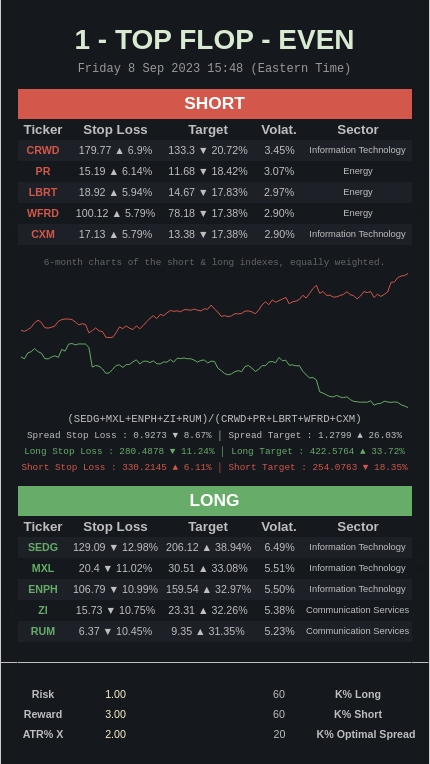 1 - TOP FLOP - EVEN
Friday 8 Sep 2023 15:48 (Eastern Time)
SHORT
Ticker Stop Loss Target Volat. Sector
CRWD 179.77 ▲ 6.9% 133.3 ▼ 20.72% 3.45% Information Technology
PR 15.19 ▲ 6.14% 11.68 ▼ 18.42% 3.07% Energy
LBRT 18.92 ▲ 5.94% 14.67 ▼ 17.83% 2.97% Energy
WFRD 100.12 ▲ 5.79% 78.18 ▼ 17.38% 2.90% Energy
CXM 17.13 ▲ 5.79% 13.38 ▼ 17.38% 2.90% Information Technology
6-month charts of the short & long indexes, equally weighted.
(SEDG+MXL+ENPH+ZI+RUM)/(CRWD+PR+LBRT+WFRD+CXM)
Spread Stop Loss : 0.9273 ▼ 8.67% | Spread Target : 1.2799 ▲ 26.03%
Long Stop Loss : 280.4878 ▼ 11.24% | Long Target : 422.5764 ▲ 33.72%
Short Stop Loss : 330.2145 ▲ 6.11% | Short Target : 254.0763 ▼ 18.35%
LONG
Ticker Stop Loss Target Volat. Sector
SEDG 129.09 ▼ 12.98% 206.12 ▲ 38.94% 6.49% Information Technology
MXL 20.4 ▼ 11.02% 30.51 ▲ 33.08% 5.51% Information Technology
ENPH 106.79 ▼ 10.99% 159.54 ▲ 32.97% 5.50% Information Technology
ZI 15.73 ▼ 10.75% 23.31 ▲ 32.26% 5.38% Communication Services
RUM 6.37 ▼ 10.45% 9.35 ▲ 31.35% 5.23% Communication Services
Risk 1.00 60 K% Long
Reward 3.00 60 K% Short
ATR% X 2.00 20 K% Optimal Spread